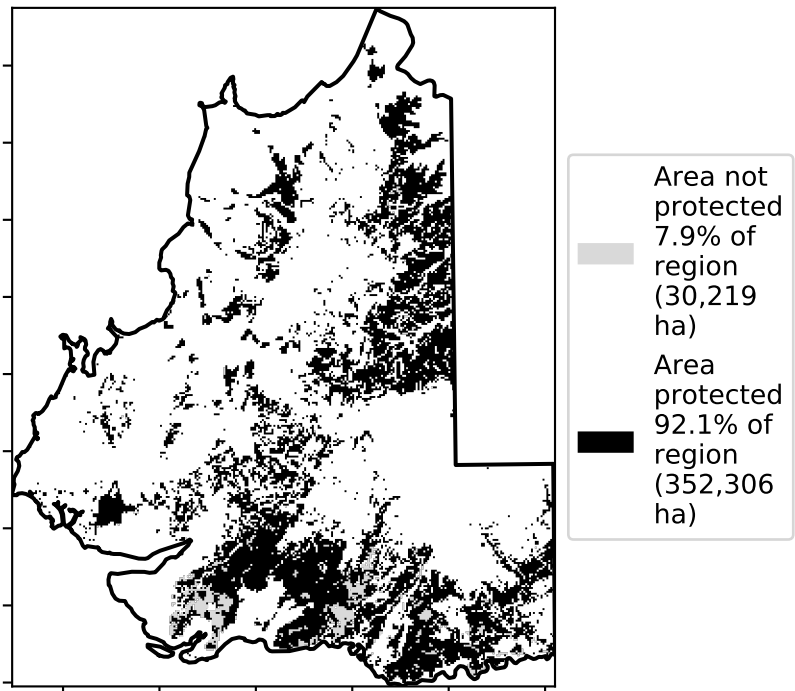 Area not
protected
7.9% of
region
(30,219
ha)
Area
protected
92.1% of
region
(352,306
ha)